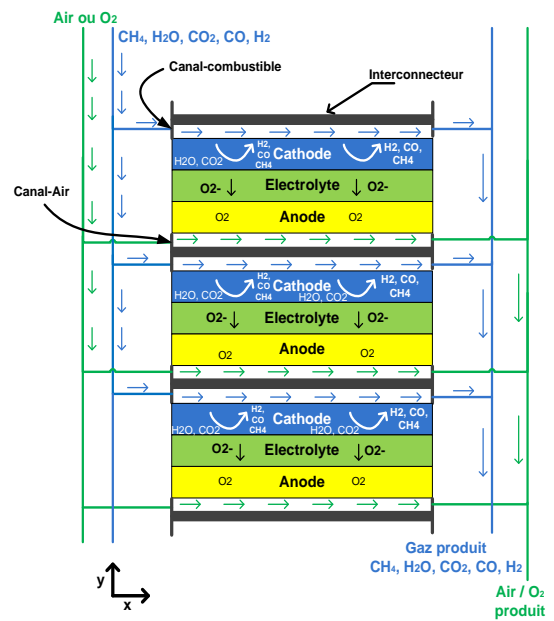 Air ou O2
CH4, H2O, CO2, CO, H2
Canal-combustible
Interconnecteur
H2,
CO
CH4
Cathode
H2, CO,
CH4
H2O, CO2
O2-
Electrolyte
O2-
Canal-Air
O2
Anode
O2
H2,
CO
CH4
Cathode
H2, CO,
CH4
H2O, CO2
H2O, CO2
O2-
Electrolyte
O2-
Anode
O2
O2
H2,
CO
CH4
Cathode
H2, CO,
CH4
H2O, CO2
H2O, CO2
O2-
Electrolyte
O2-
O2
Anode
O2
Gaz produit
CH4, H2O, CO2, CO, H2
y
x
Air / O2
produit